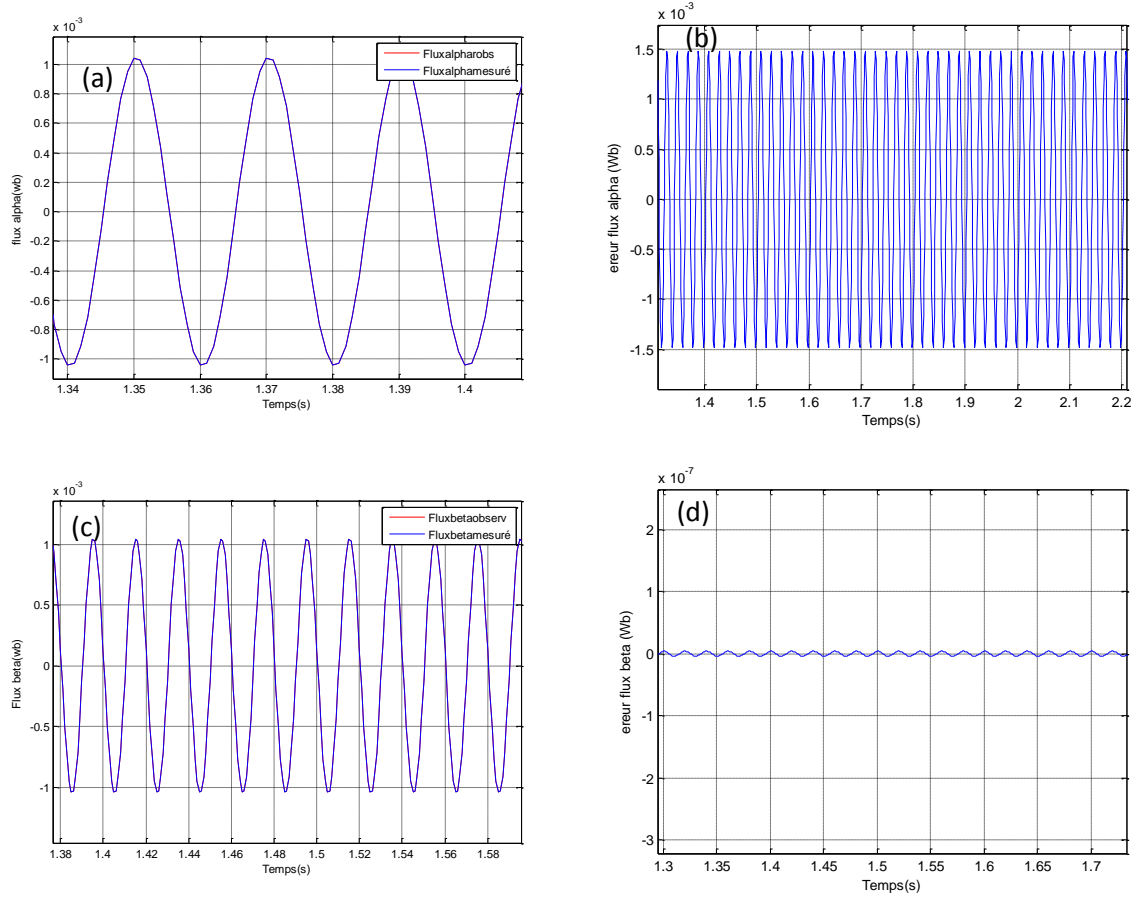 x 10^-3
(a)
Fluxalpharobs
Fluxalphamesuré
1
0.8
0.6
0.4
0.2
0
-0.2
-0.4
-0.6
-0.8
-1
flux alpha(wb)
1.34 1.35 1.36 1.37 1.38 1.39 1.4
Temps(s)
x 10^-3
(b)
1.5
1
0.5
0
-0.5
-1
-1.5
ereur flux alpha (Wb)
1.4 1.5 1.6 1.7 1.8 1.9 2 2.1 2.2
Temps(s)
x 10^-3
(c)
Fluxbetaobserv
Fluxbetamesuré
1
0.5
0
-0.5
-1
Flux beta(wb)
1.38 1.4 1.42 1.44 1.46 1.48 1.5 1.52 1.54 1.56 1.58
Temps(s)
x 10^-7
(d)
2
1
0
-1
-2
-3
ereur flux beta (Wb)
1.3 1.35 1.4 1.45 1.5 1.55 1.6 1.65 1.7
Temps(s)